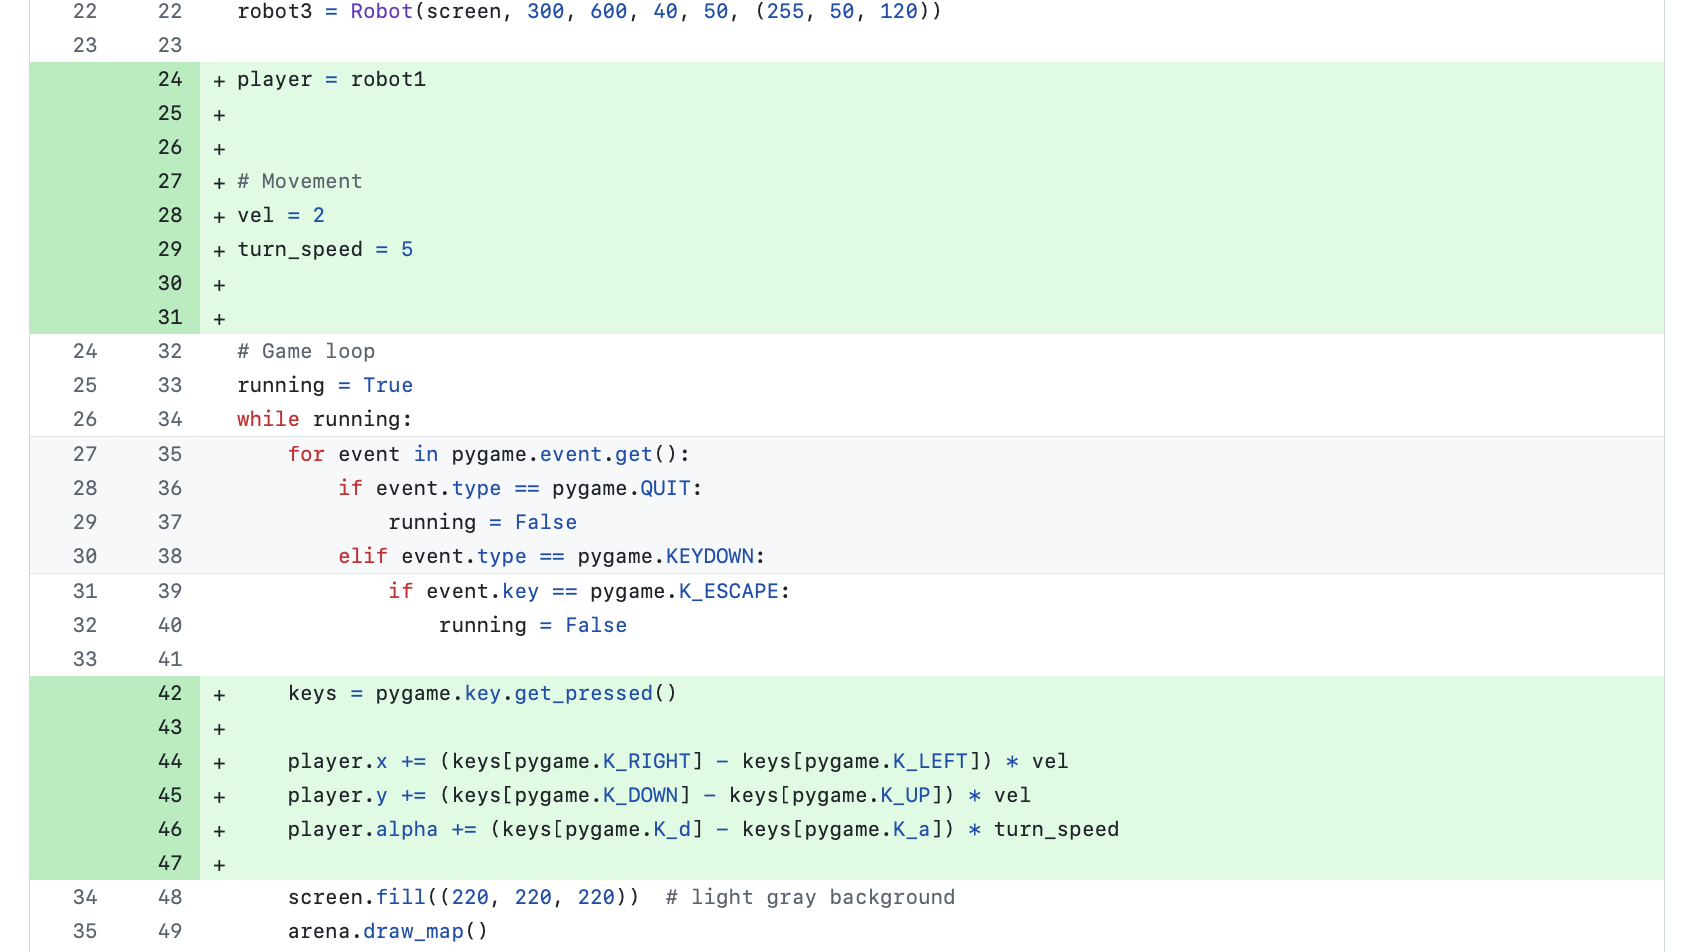 22 22 robot3 = Robot(screen, 300, 600, 40, 50, (255, 50, 120))
23 23
24 + player = robot1
25 +
26 +
27 + # Movement
28 + vel = 2
29 + turn_speed = 5
30 +
31 +
24 32 # Game loop
25 33 running = True
26 34 while running:
27 35     for event in pygame.event.get():
28 36         if event.type == pygame.QUIT:
29 37             running = False
30 38         elif event.type == pygame.KEYDOWN:
31 39             if event.key == pygame.K_ESCAPE:
32 40                 running = False
33 41
42 +     keys = pygame.key.get_pressed()
43 +
44 +     player.x += (keys[pygame.K_RIGHT] - keys[pygame.K_LEFT]) * vel
45 +     player.y += (keys[pygame.K_DOWN] - keys[pygame.K_UP]) * vel
46 +     player.alpha += (keys[pygame.K_d] - keys[pygame.K_a]) * turn_speed
47 +
34 48     screen.fill((220, 220, 220))  # light gray background
35 49     arena.draw_map()